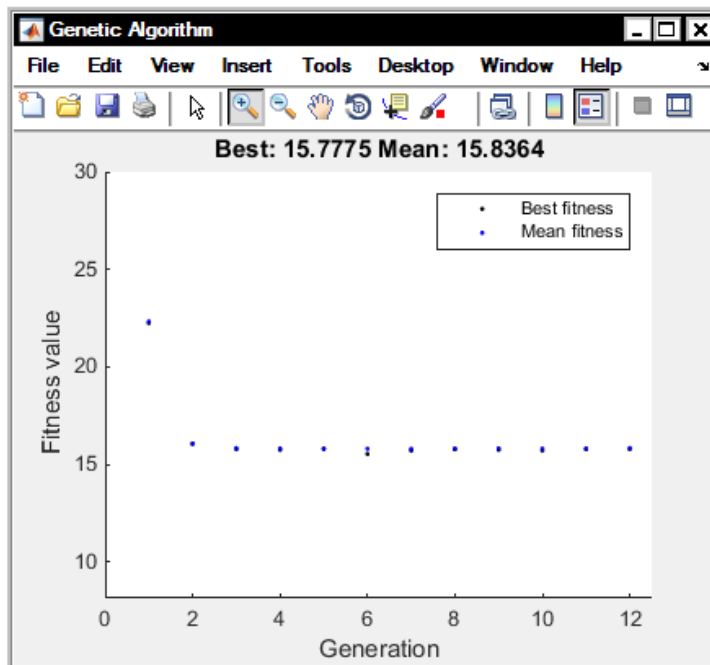 Genetic Algorithm
File Edit View Insert Tools Desktop Window Help
Best: 15.7775 Mean: 15.8364
30
Best fitness
Mean fitness
25
20
15
10
Fitness value
0 2 4 6 8 10 12
Generation